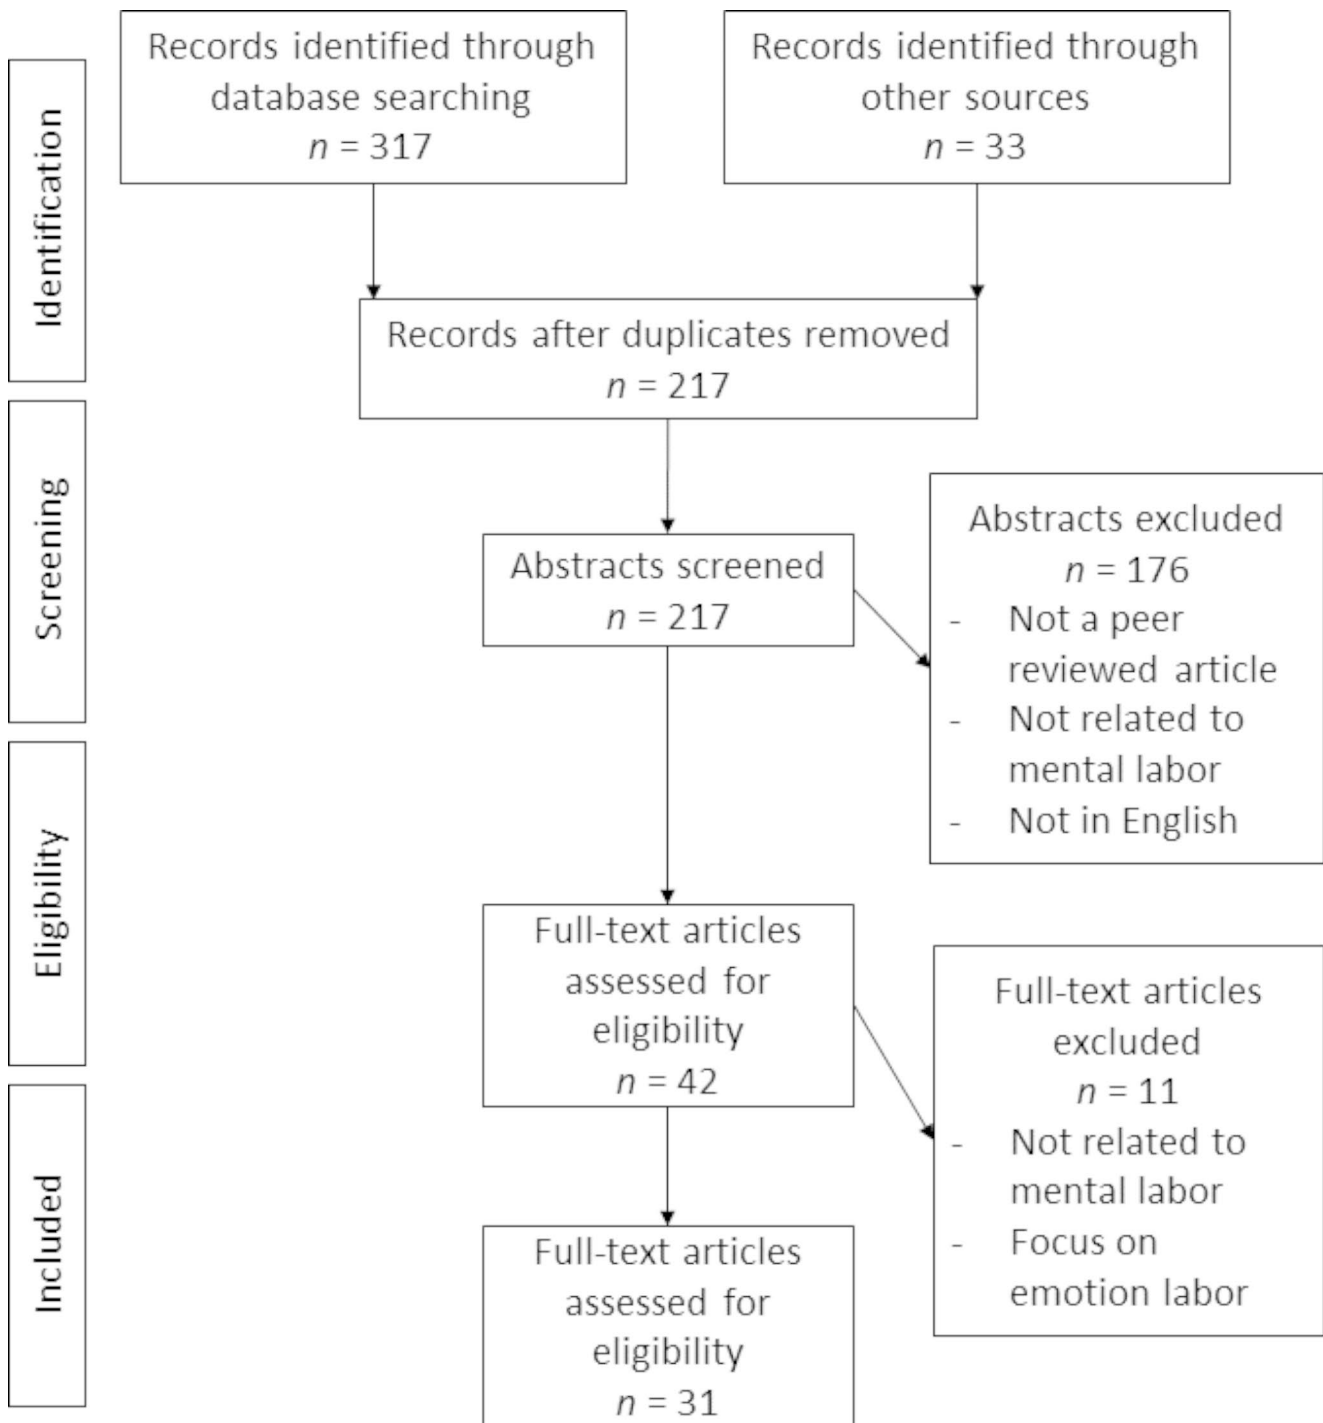 Identification
Records identified through
database searching
n = 317
Records identified through
other sources
n = 33
Records after duplicates removed
n = 217
Screening
Abstracts screened
n = 217
Abstracts excluded
n = 176
- Not a peer
reviewed article
- Not related to
mental labor
- Not in English
Eligibility
Full-text articles
assessed for
eligibility
n = 42
Full-text articles
excluded
n = 11
- Not related to
mental labor
- Focus on
emotion labor
Included
Full-text articles
assessed for
eligibility
n = 31